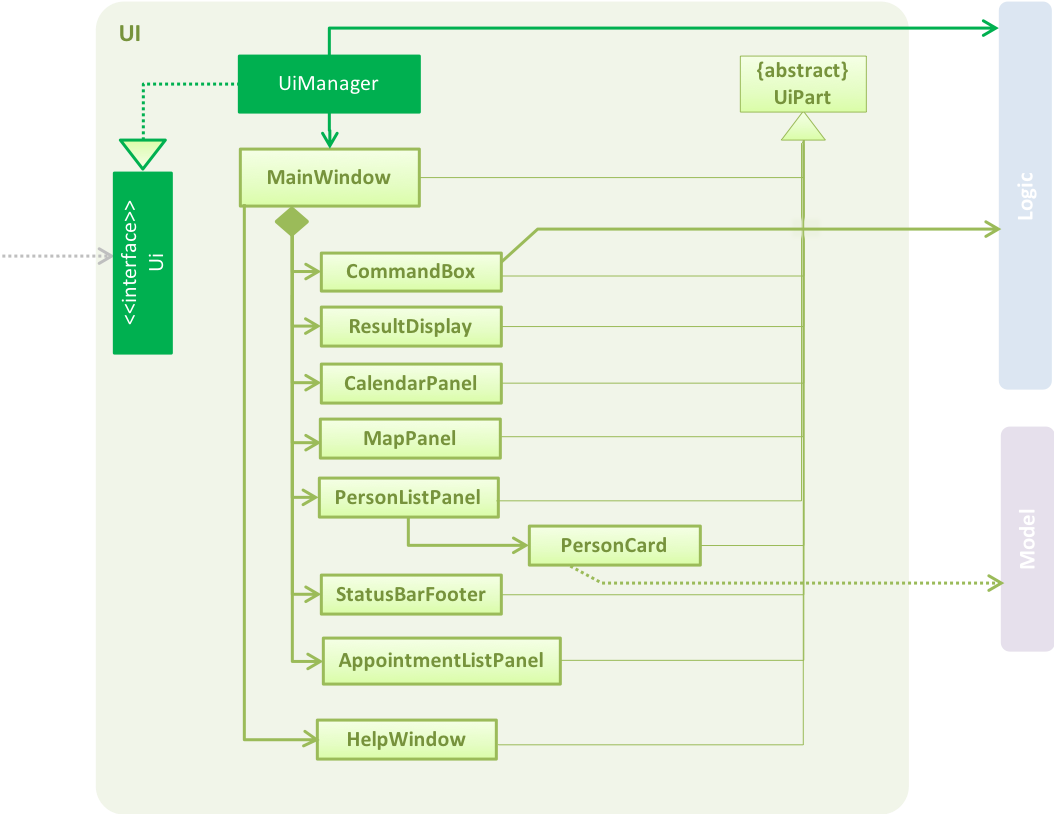 UI
UiManager
{abstract}
UiPart
MainWindow
Logic
<<interface>>
Ui
CommandBox
ResultDisplay
CalendarPanel
MapPanel
PersonListPanel
PersonCard
Model
StatusBarFooter
AppointmentListPanel
HelpWindow